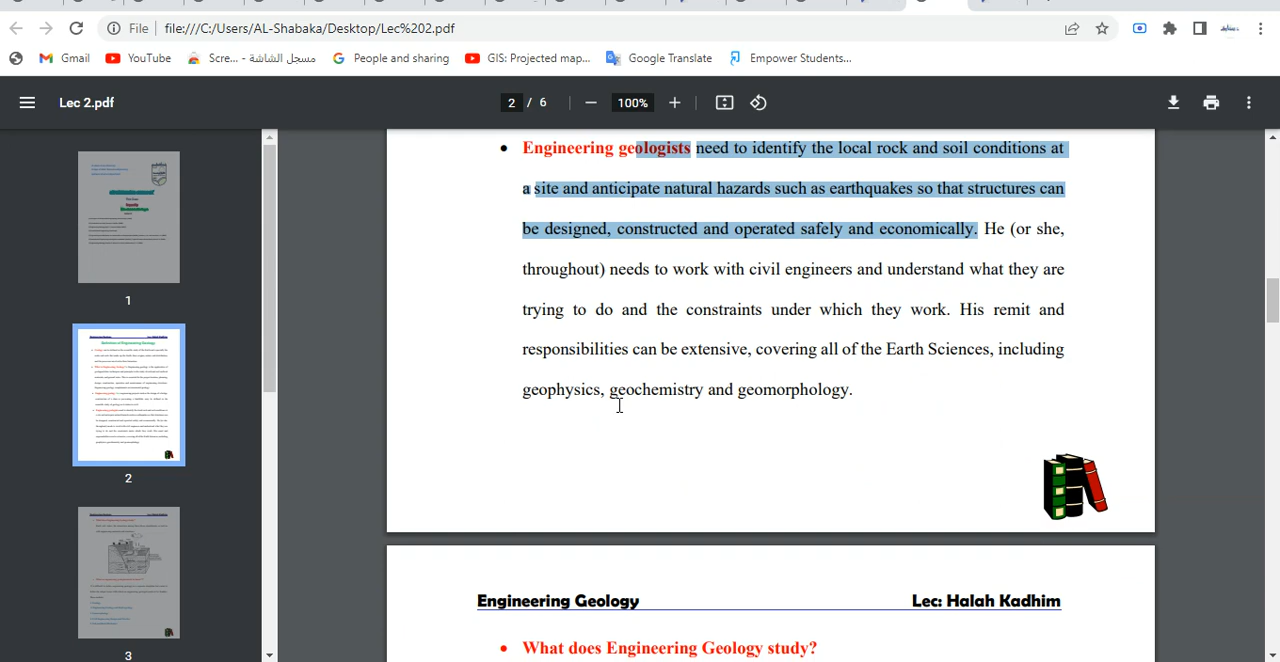 File file:///C:/Users/AL-Shabaka/Desktop/Lec%202.pdf
Gmail YouTube Scre... - مسجل الشاشة People and sharing GIS: Projected map... Google Translate Empower Students...
Lec 2.pdf 2 / 6 100%
Engineering geologists need to identify the local rock and soil conditions at
a site and anticipate natural hazards such as earthquakes so that structures can
be designed, constructed and operated safely and economically. He (or she,
throughout) needs to work with civil engineers and understand what they are
trying to do and the constraints under which they work. His remit and
responsibilities can be extensive, covering all of the Earth Sciences, including
geophysics, geochemistry and geomorphology.
Engineering Geology Lec: Halah Kadhim
What does Engineering Geology study?
1
2
3